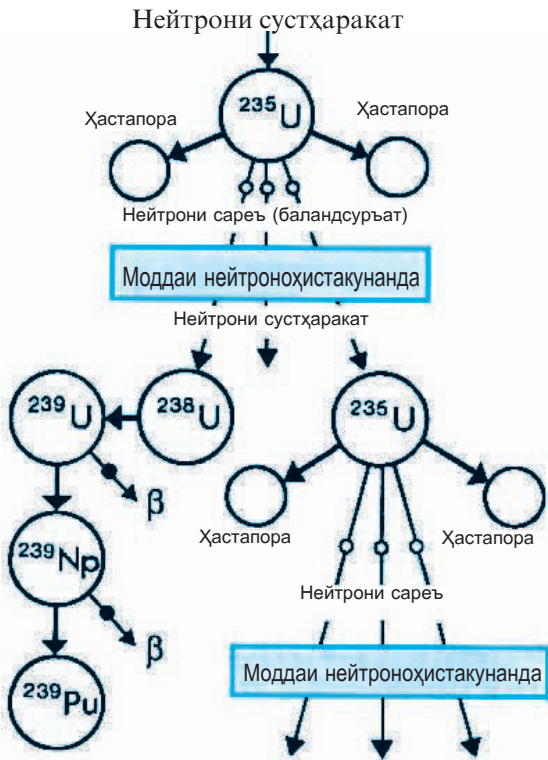 Нейтрони сустҳаракат
²³⁵U
Ҳастапора
Ҳастапора
Нейтрони сареъ (баландсуръат)
Моддаи нейтроноҳистакунанда
Нейтрони сустҳаракат
²³⁹U
²³⁸U
²³⁵U
β
Ҳастапора
Ҳастапора
²³⁹Np
Нейтрони сареъ
β
²³⁹Pu
Моддаи нейтроноҳистакунанда